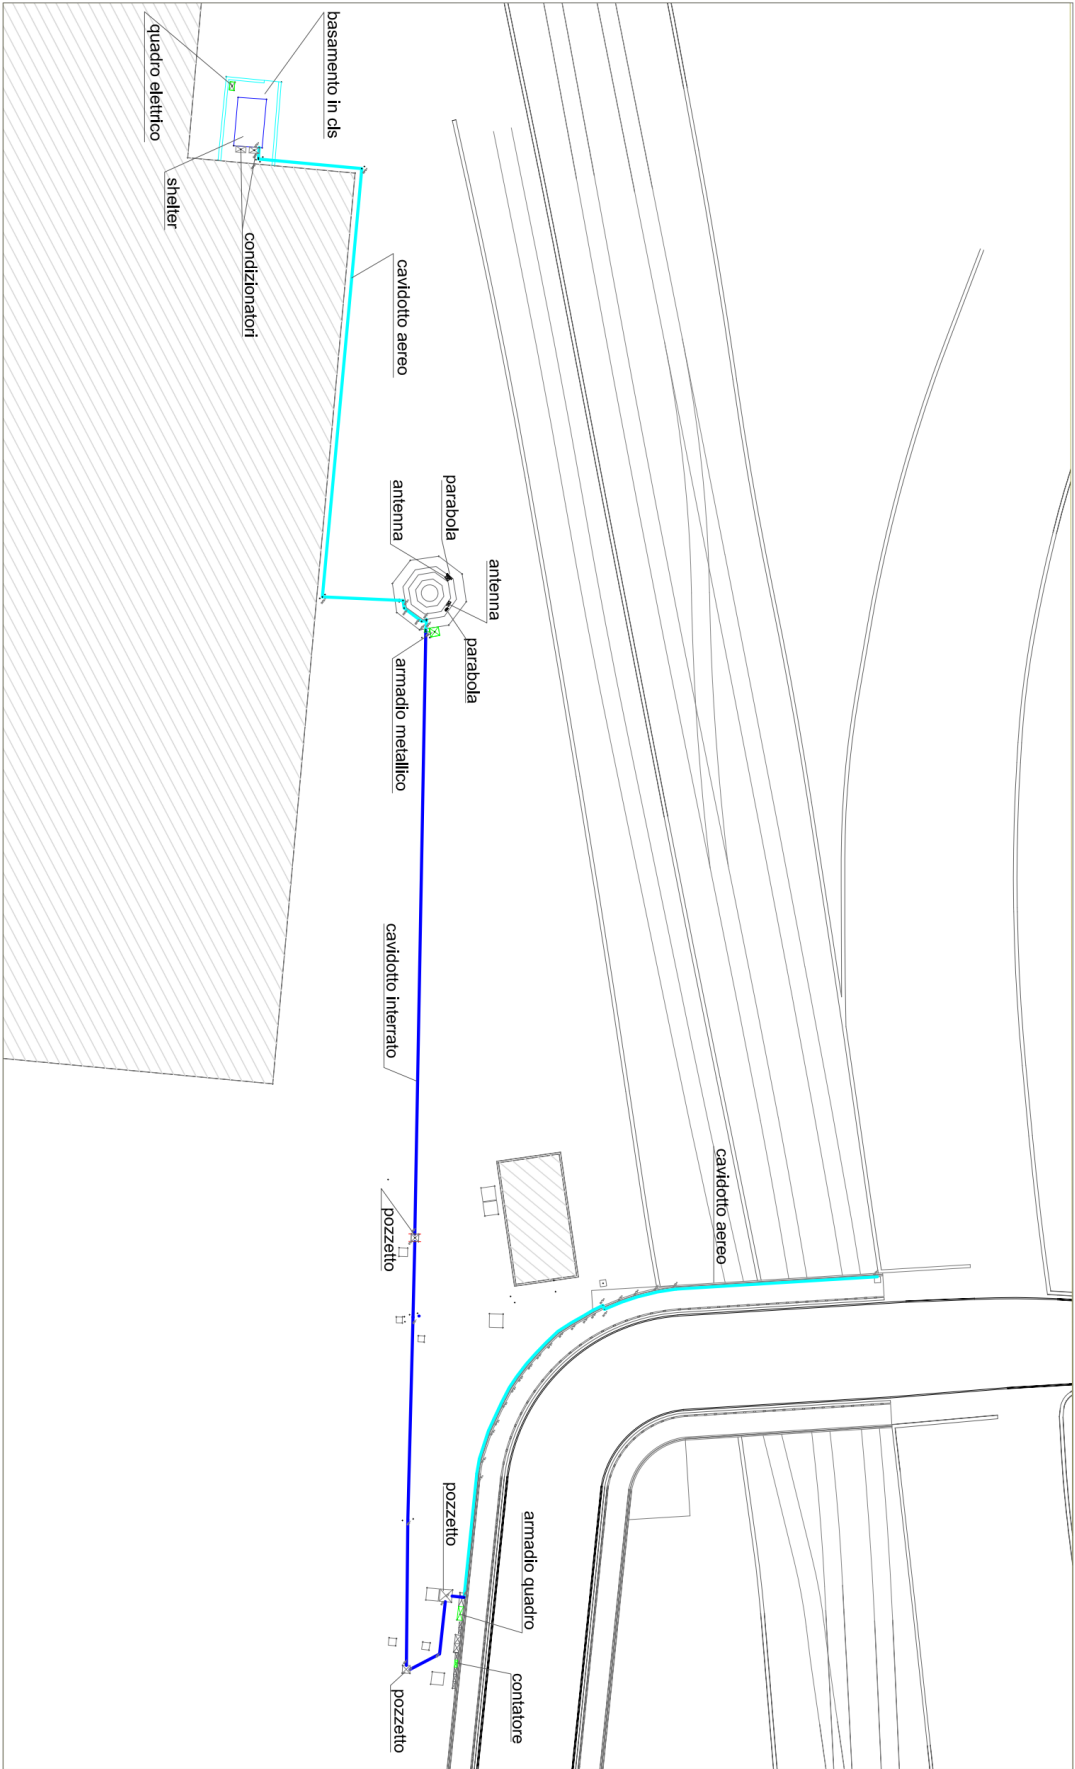 basamento in cls
quadro elettrico
shelter
condizionatori
cavidotto aereo
parabola
antenna
antenna
parabola
armadio metallico
cavidotto interrato
cavidotto aereo
pozzetto
pozzetto
armadio quadro
contatore
pozzetto